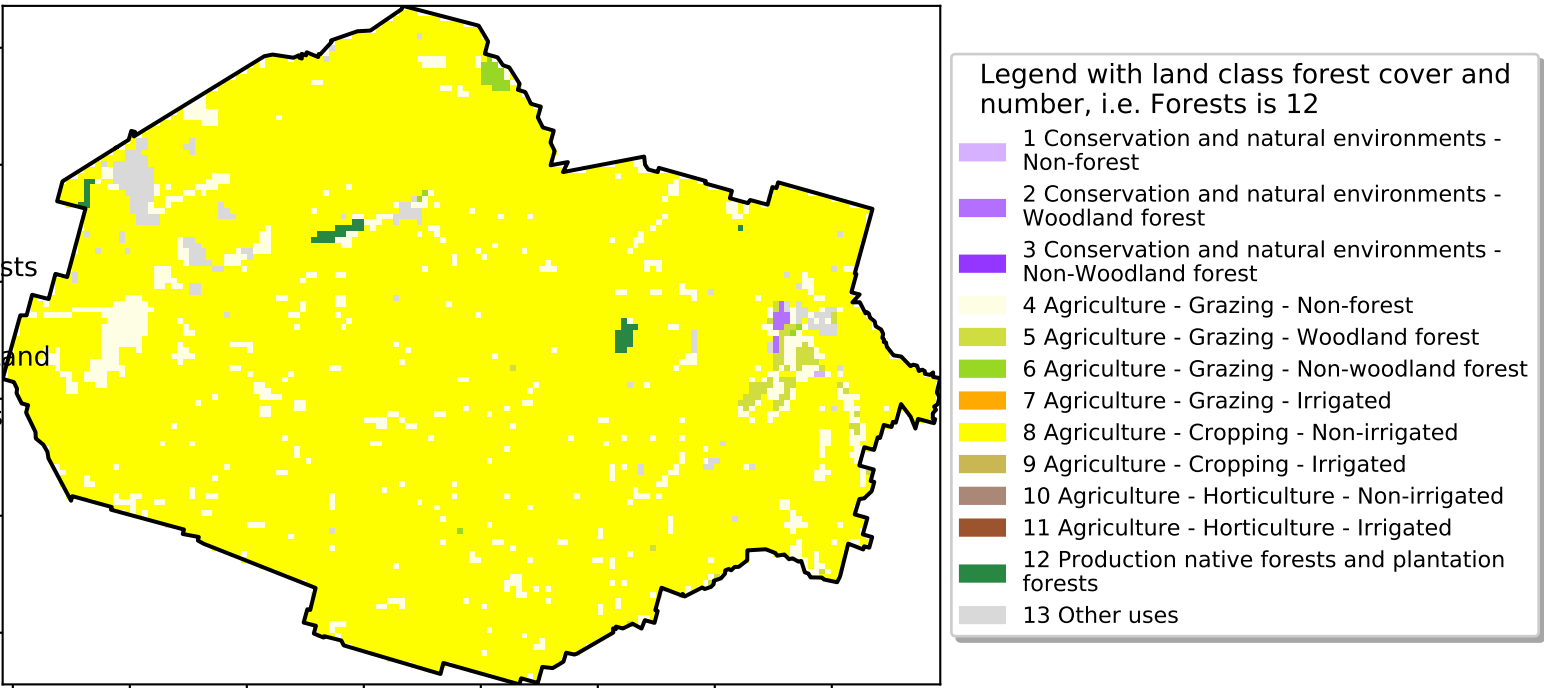 sts
and
Legend with land class forest cover and
number, i.e. Forests is 12
1 Conservation and natural environments -
Non-forest
2 Conservation and natural environments -
Woodland forest
3 Conservation and natural environments -
Non-Woodland forest
4 Agriculture - Grazing - Non-forest
5 Agriculture - Grazing - Woodland forest
6 Agriculture - Grazing - Non-woodland forest
7 Agriculture - Grazing - Irrigated
8 Agriculture - Cropping - Non-irrigated
9 Agriculture - Cropping - Irrigated
10 Agriculture - Horticulture - Non-irrigated
11 Agriculture - Horticulture - Irrigated
12 Production native forests and plantation
forests
13 Other uses